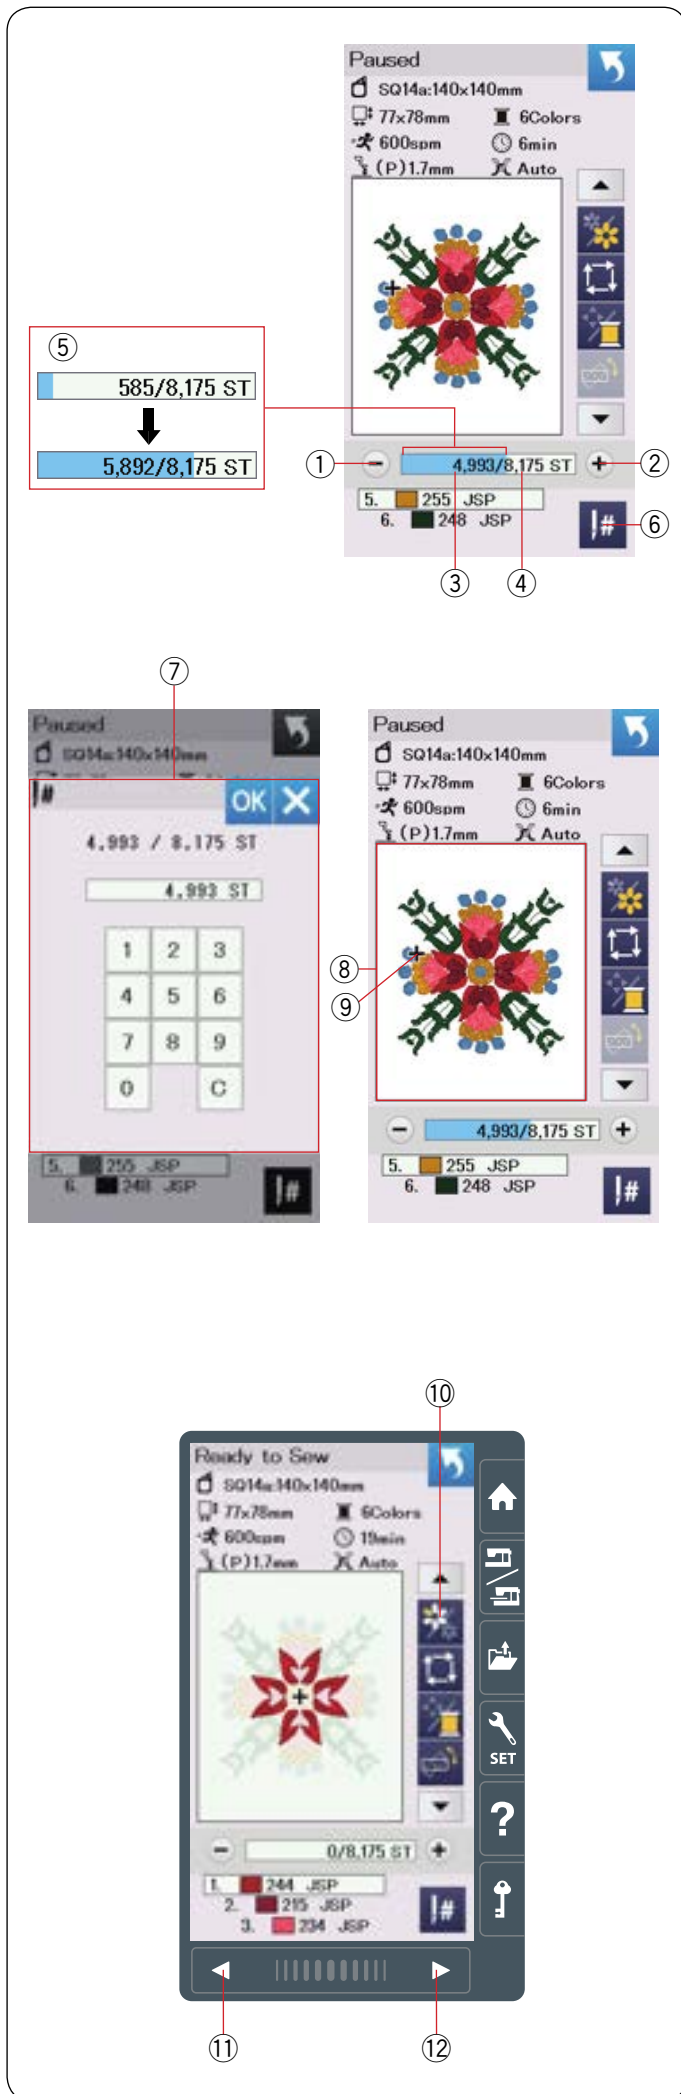 Paused
SQ14a:140x140mm
77x78mm 6Colors
600spm 6min
(P)1.7mm Auto
⑤
585/8,175 ST
5,892/8,175 ST
① − 4,993/8,175 ST + ②
5. 255 JSP
6. 248 JSP
# ⑥
③ ④
⑦
Paused
SQ14a:140x140mm
# OK X
4,993 / 8,175 ST
4,993 ST
1 2 3
4 5 6
7 8 9
0 C
5. 255 JSP
6. 248 JSP
#
Paused
SQ14a:140x140mm
77x78mm 6Colors
600spm 6min
(P)1.7mm Auto
⑧
⑨
− 4,993/8,175 ST +
5. 255 JSP
6. 248 JSP
#
⑩
Ready to Sew
SQ14a:140x140mm
77x78mm 6Colors
600spm 19min
(P)1.7mm Auto
SET
?
− 0/8,175 ST +
1. 244 JSP
2. 215 JSP
3. 234 JSP
#
⑪ ⑫